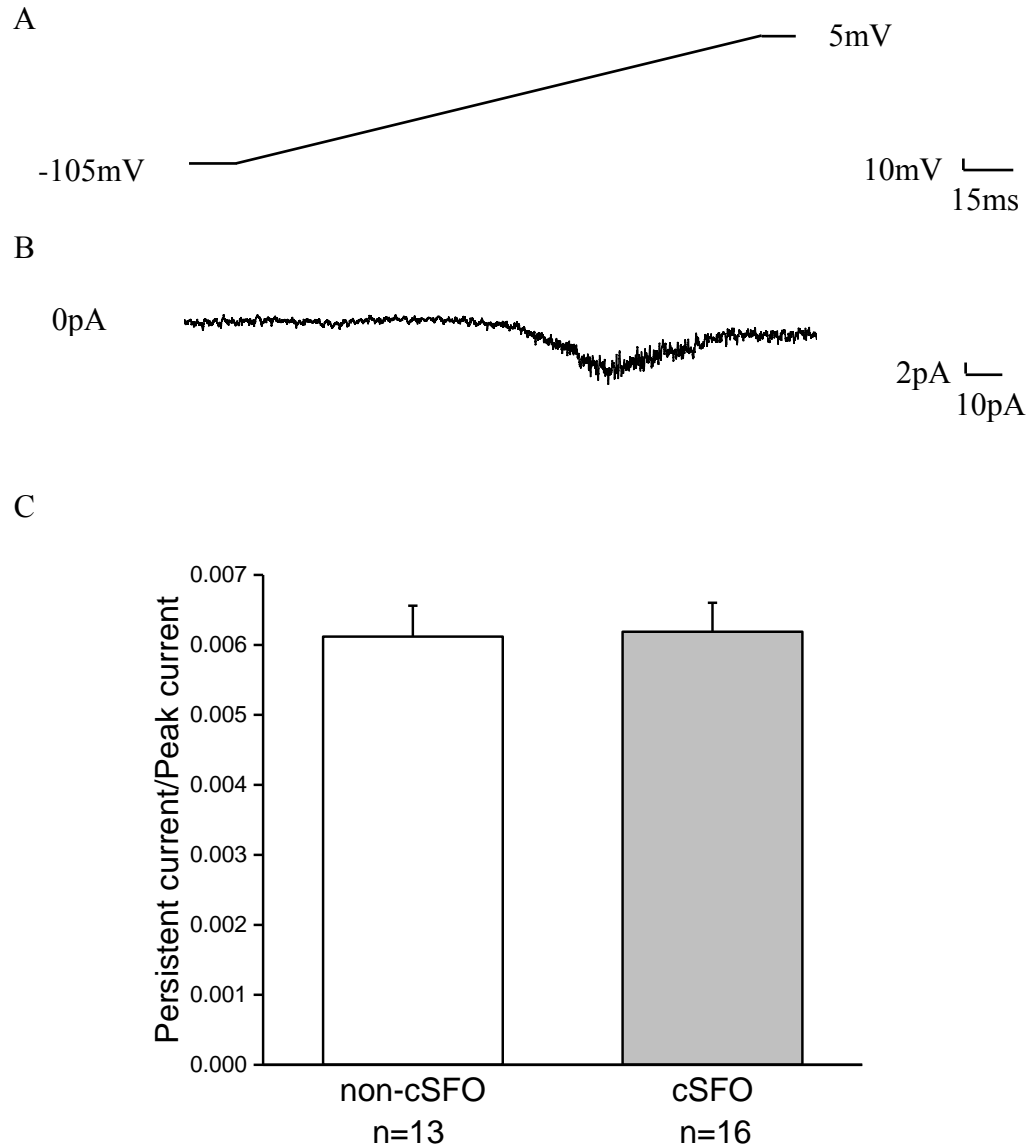 A
5mV
-105mV
10mV
15ms
B
0pA
2pA
10pA
C
Persistent current/Peak current
0.007
0.006
0.005
0.004
0.003
0.002
0.001
0.000
non-cSFO
cSFO
n=13
n=16